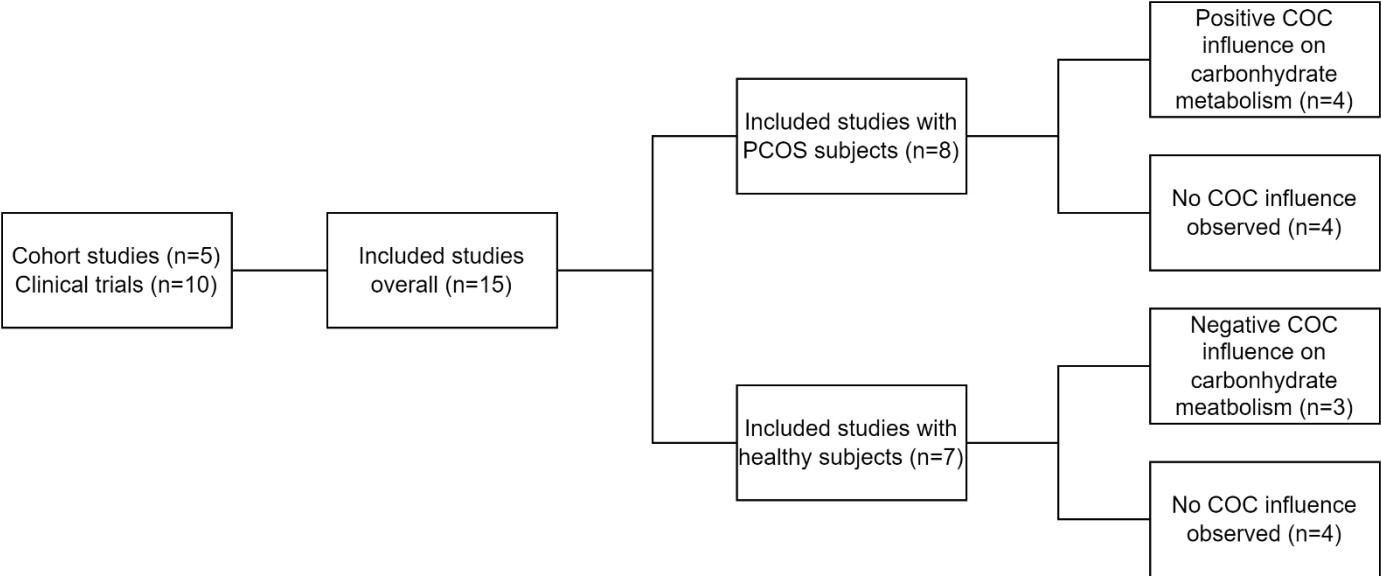 Cohort studies (n=5)
Clinical trials (n=10)
Included studies
overall (n=15)
Included studies with
PCOS subjects (n=8)
Positive COC
influence on
carbonhydrate
metabolism (n=4)
No COC influence
observed (n=4)
Included studies with
healthy subjects (n=7)
Negative COC
influence on
carbonhydrate
meatbolism (n=3)
No COC influence
observed (n=4)